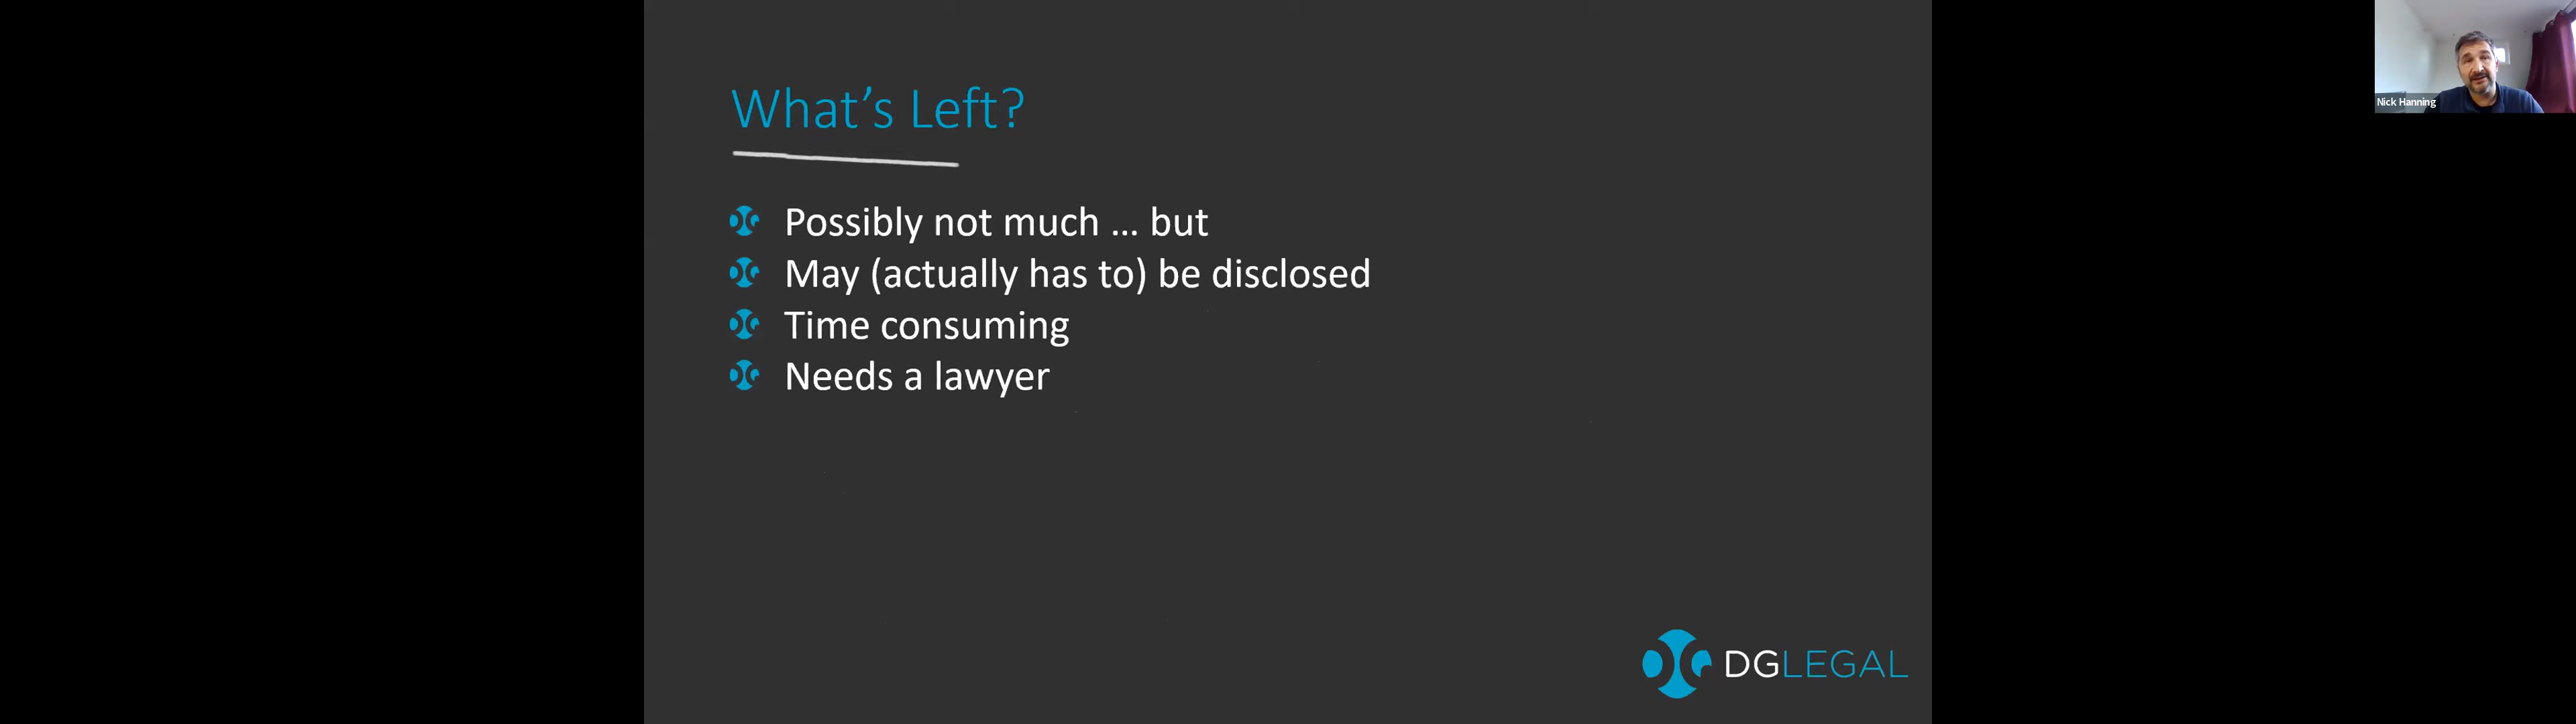 What's Left?
Possibly not much ... but
May (actually has to) be disclosed
Time consuming
Needs a lawyer
DGLEGAL
Nick Hanning